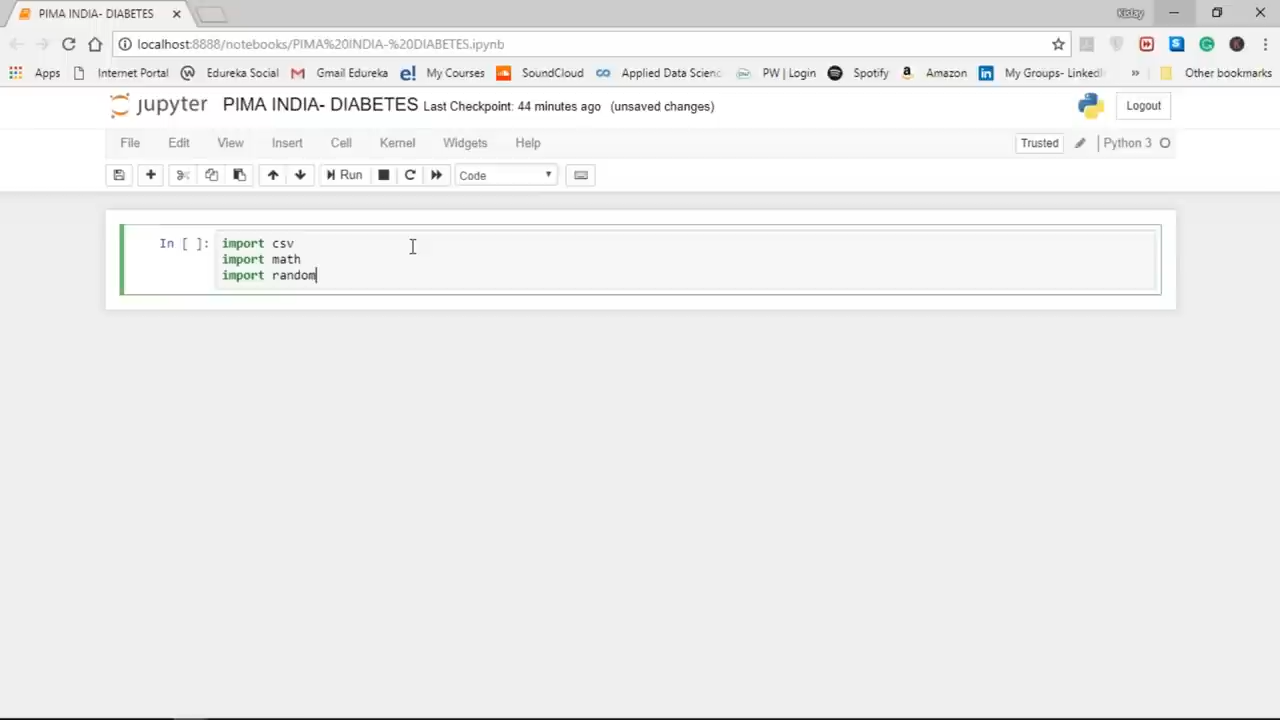 PIMA INDIA- DIABETES
Kislay
localhost:8888/notebooks/PIMA%20INDIA-%20DIABETES.ipynb
Apps Internet Portal Edureka Social Gmail Edureka My Courses SoundCloud Applied Data Scienc PW | Login Spotify Amazon My Groups- LinkedI » Other bookmarks
jupyter PIMA INDIA- DIABETES Last Checkpoint: 44 minutes ago (unsaved changes) Logout
File Edit View Insert Cell Kernel Widgets Help Trusted Python 3
Run Code
In [ ]: import csv
import math
import random